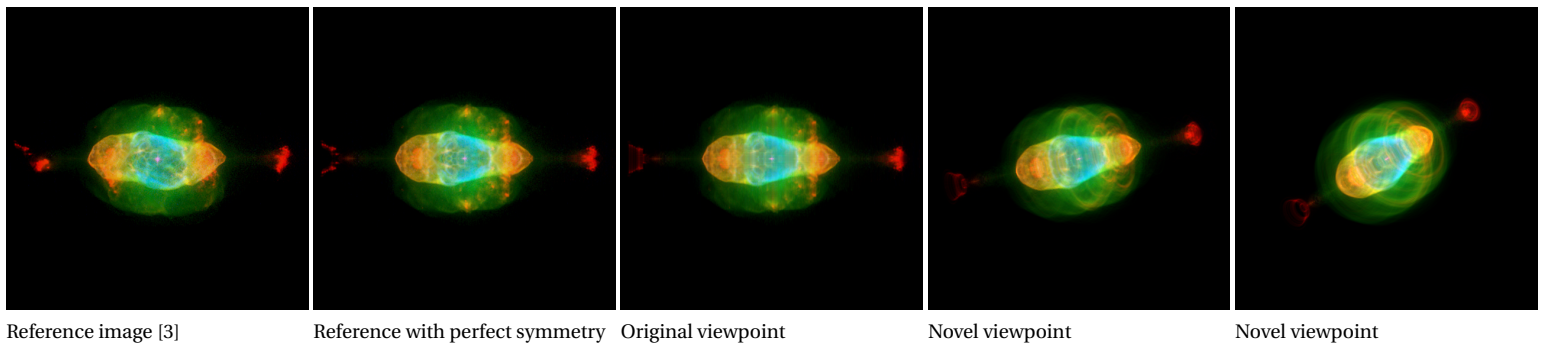 Reference image [3]
Reference with perfect symmetry
Original viewpoint
Novel viewpoint
Novel viewpoint